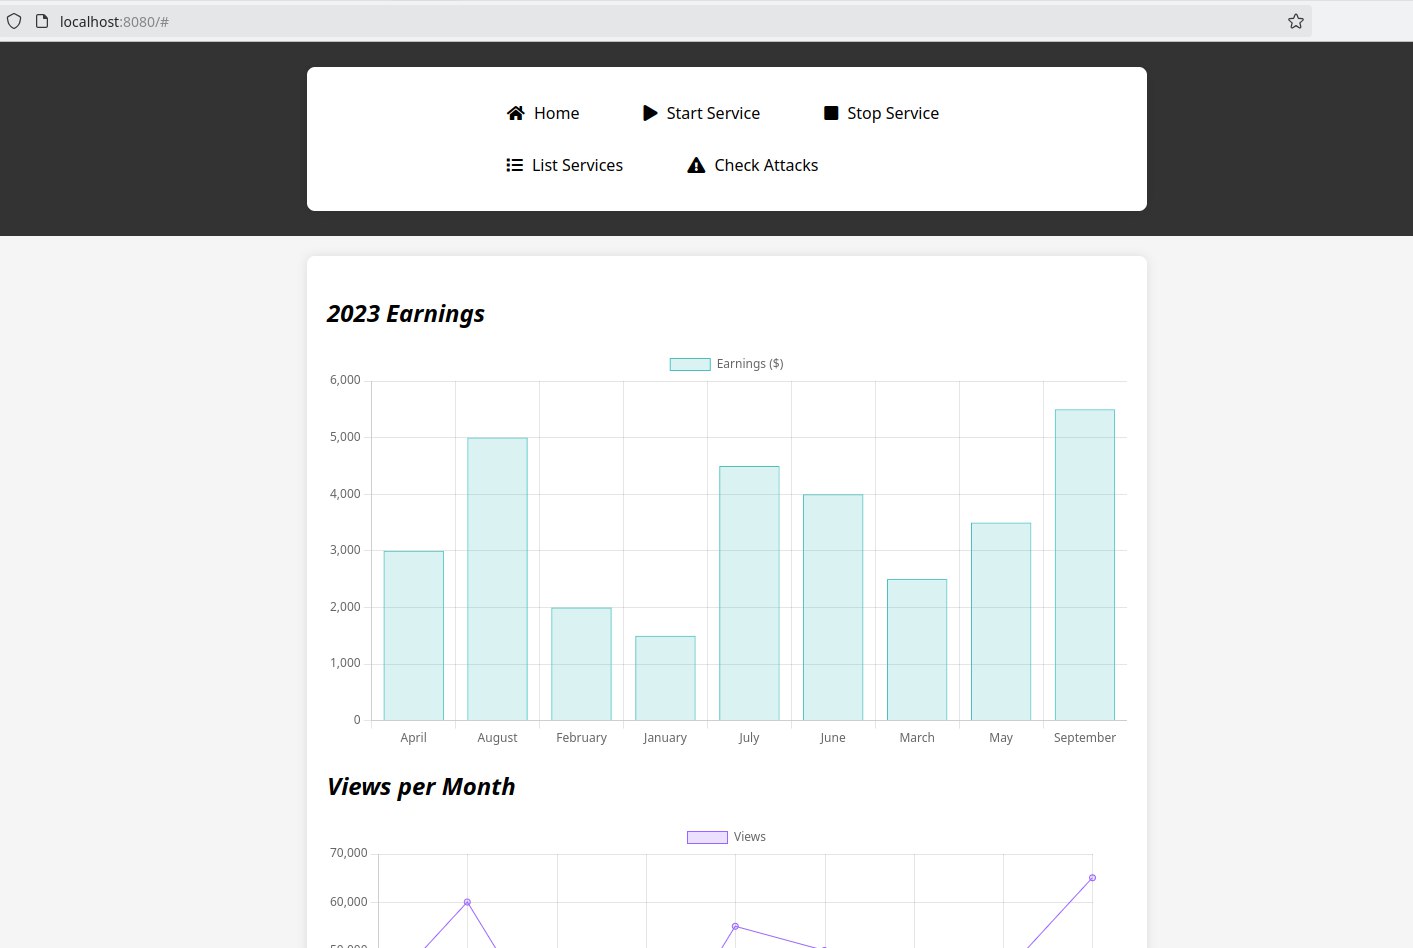 localhost:8080/#
Home Start Service Stop Service
List Services Check Attacks
2023 Earnings
Earnings ($)
6,000
5,000
4,000
3,000
2,000
1,000
0
April August February January July June March May September
Views per Month
Views
70,000
60,000